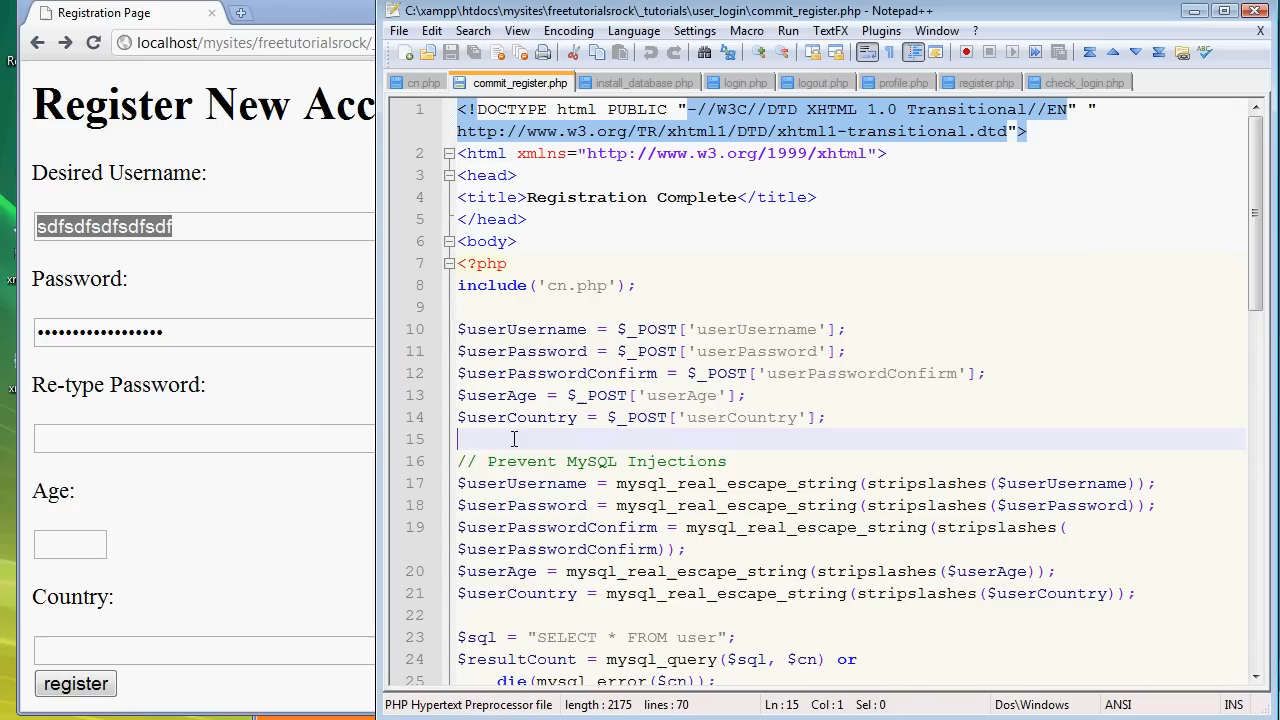 Registration Page
localhost/mysites/freetutorialsrock/_
Register New Acc
Desired Username:
sdfsdfsdfsdfsdf
Password:
••••••••••••••••••
Re-type Password:
Age:
Country:
register
C:\xampp\htdocs\mysites\freetutorialsrock\_tutorials\user_login\commit_register.php - Notepad++
File Edit Search View Encoding Language Settings Macro Run TextFX Plugins Window ? X
cn.php commit_register.php install_database.php login.php logout.php profile.php register.php check_login.php
1 <!DOCTYPE html PUBLIC "-//W3C//DTD XHTML 1.0 Transitional//EN" "
http://www.w3.org/TR/xhtml1/DTD/xhtml1-transitional.dtd">
2 <html xmlns="http://www.w3.org/1999/xhtml">
3 <head>
4 <title>Registration Complete</title>
5 </head>
6 <body>
7 <?php
8 include('cn.php');
9
10 $userUsername = $_POST['userUsername'];
11 $userPassword = $_POST['userPassword'];
12 $userPasswordConfirm = $_POST['userPasswordConfirm'];
13 $userAge = $_POST['userAge'];
14 $userCountry = $_POST['userCountry'];
15
16 // Prevent MySQL Injections
17 $userUsername = mysql_real_escape_string(stripslashes($userUsername));
18 $userPassword = mysql_real_escape_string(stripslashes($userPassword));
19 $userPasswordConfirm = mysql_real_escape_string(stripslashes(
$userPasswordConfirm));
20 $userAge = mysql_real_escape_string(stripslashes($userAge));
21 $userCountry = mysql_real_escape_string(stripslashes($userCountry));
22
23 $sql = "SELECT * FROM user";
24 $resultCount = mysql_query($sql, $cn) or
25 die(mysql_error($cn));
PHP Hypertext Preprocessor file length : 2175 lines : 70 Ln : 15 Col : 1 Sel : 0 Dos\Windows ANSI INS